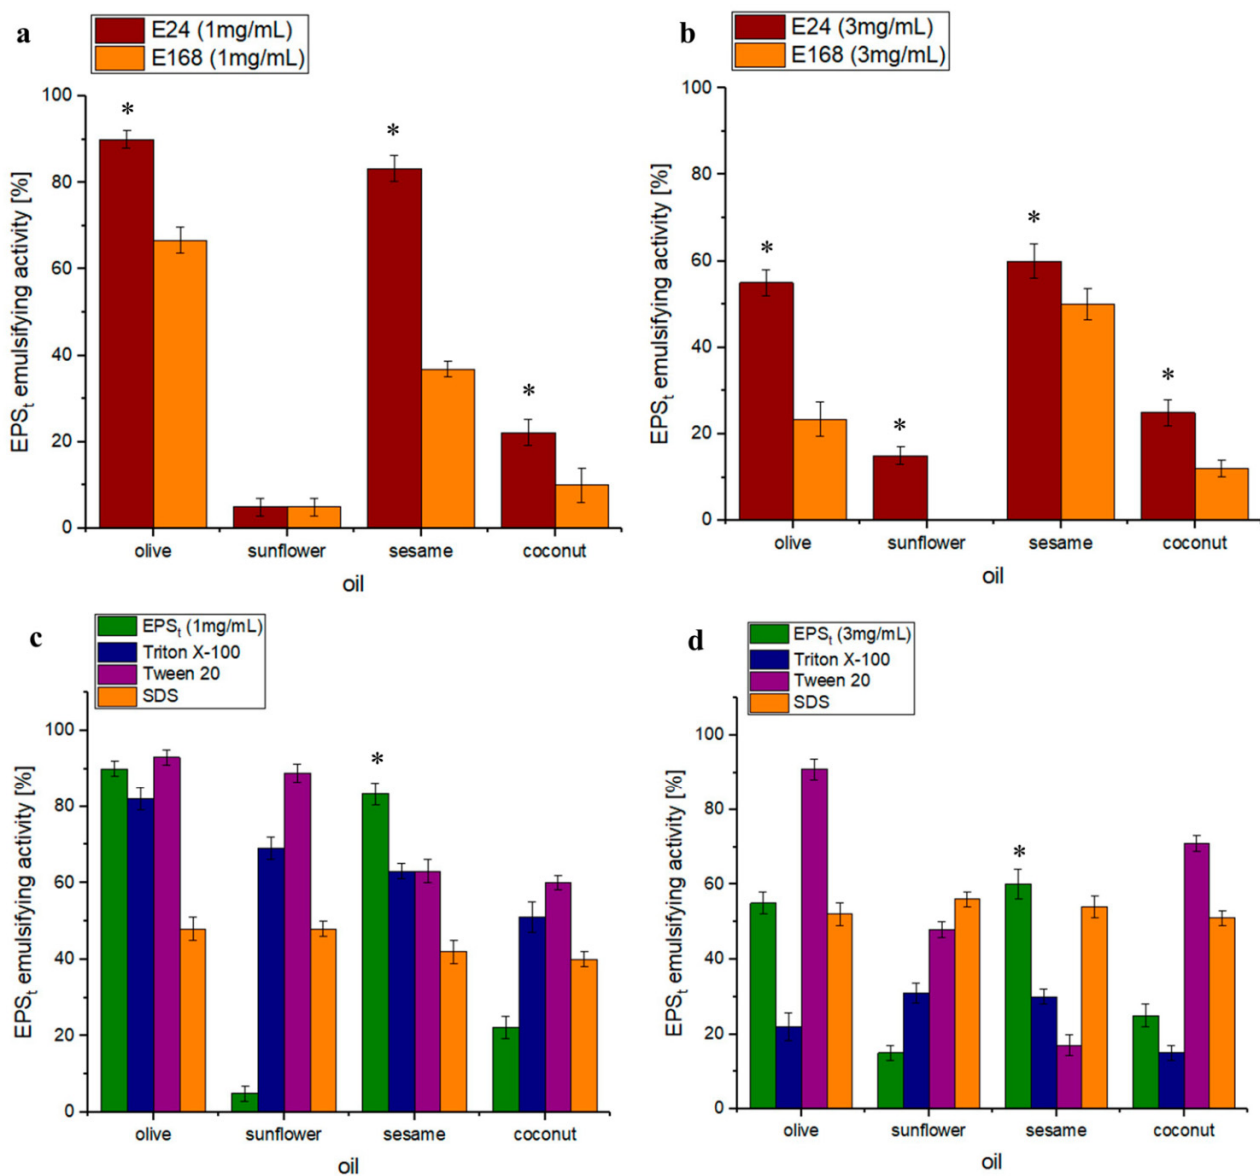 a
E24 (1mg/mL)
E168 (1mg/mL)
EPSt emulsifying activity [%]
100
80
60
40
20
0
*
*
*
olive sunflower sesame coconut
oil
b
E24 (3mg/mL)
E168 (3mg/mL)
EPSt emulsifying activity [%]
100
80
60
40
20
0
*
*
*
*
olive sunflower sesame coconut
oil
c
EPSt (1mg/mL)
Triton X-100
Tween 20
SDS
EPSt emulsifying activity [%]
100
80
60
40
20
0
*
olive sunflower sesame coconut
oil
d
EPSt (3mg/mL)
Triton X-100
Tween 20
SDS
EPSt emulsifying activity [%]
100
80
60
40
20
0
*
olive sunflower sesame coconut
oil